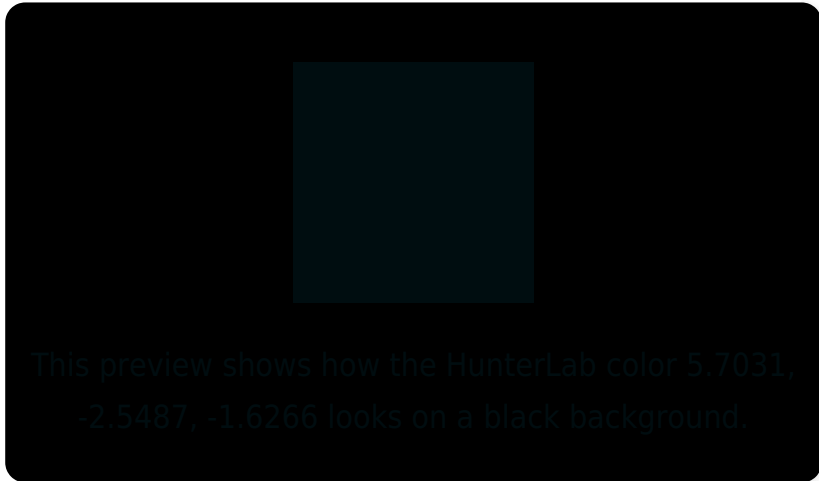 This preview shows how the HunterLab color 5.7031,
-2.5487, -1.6266 looks on a black background.